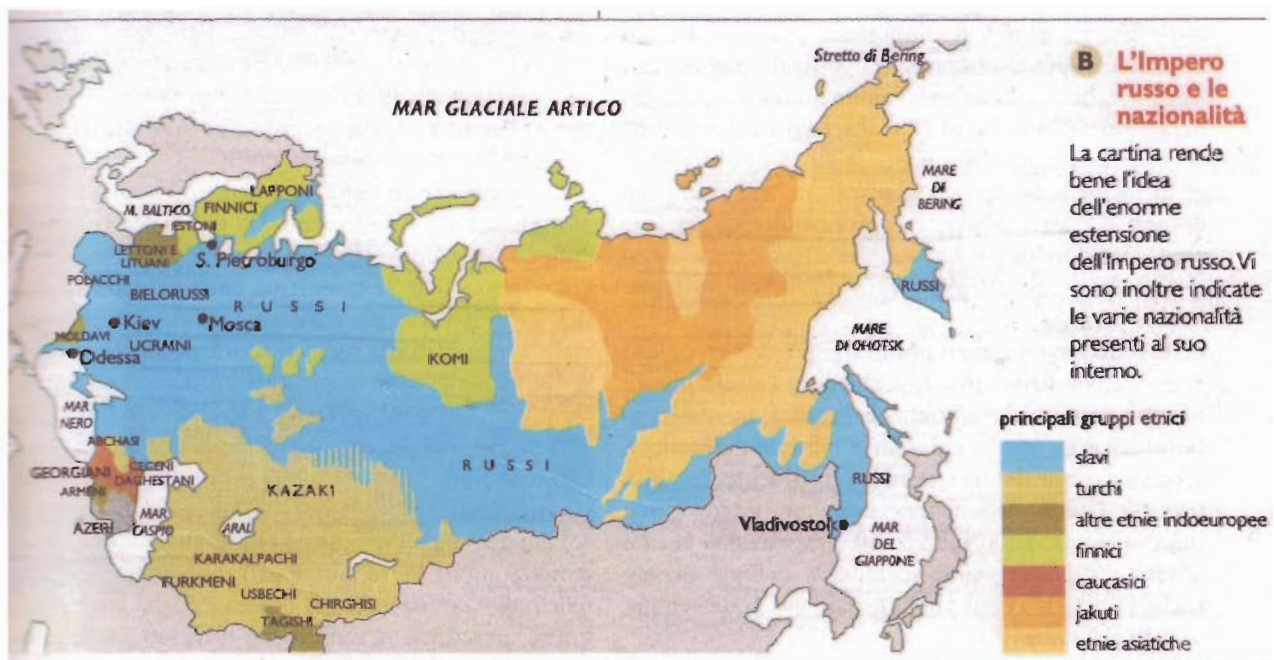 Stretto di Bering
MAR GLACIALE ARTICO
B L'Impero
russo e le
nazionalità
La cartina rende
bene l'idea
dell'enorme
estensione
dell'Impero russo. Vi
sono inoltre indicate
le varie nazionalità
presenti al suo
interno.
MARE
DI
BERING
LAPPONI
M. BALTICO
FINNICI
ESTONI
LETTONI E
LITUANI
S. Pietroburgo
POLACCHI
BIELORUSSI
RUSSI
RUSSI
Kiev
Mosca
MOLDAVI
UCRAINI
Odessa
KOMI
MARE
DI OHOTSK
MAR
NERO
ABCHASI
GEORGIANI
CECENI
DAGHESTANI
ARMENI
AZERI
MAR
CASPIO
ARAL
KAZAKI
RUSSI
RUSSI
KARAKALPACHI
TURKMENI
USBECHI
CHIRGHISI
TAGISHI
Vladivostok
MAR
DEL
GIAPPONE
principali gruppi etnici
slavi
turchi
altre etnie indoeuropee
finnici
caucasici
jakuti
etnie asiatiche